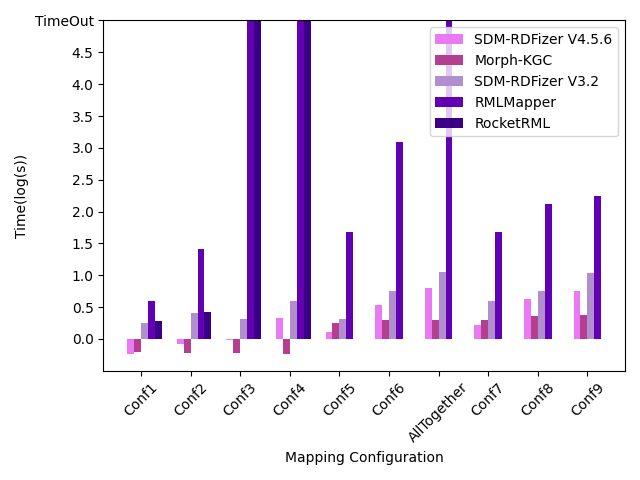 TimeOut
4.5
4.0
3.5
3.0
2.5
2.0
1.5
1.0
0.5
0.0
Time(log(s))
SDM-RDFizer V4.5.6
Morph-KGC
SDM-RDFizer V3.2
RMLMapper
RocketRML
Conf1
Conf2
Conf3
Conf4
Conf5
Conf6
AllTogether
Conf7
Conf8
Conf9
Mapping Configuration